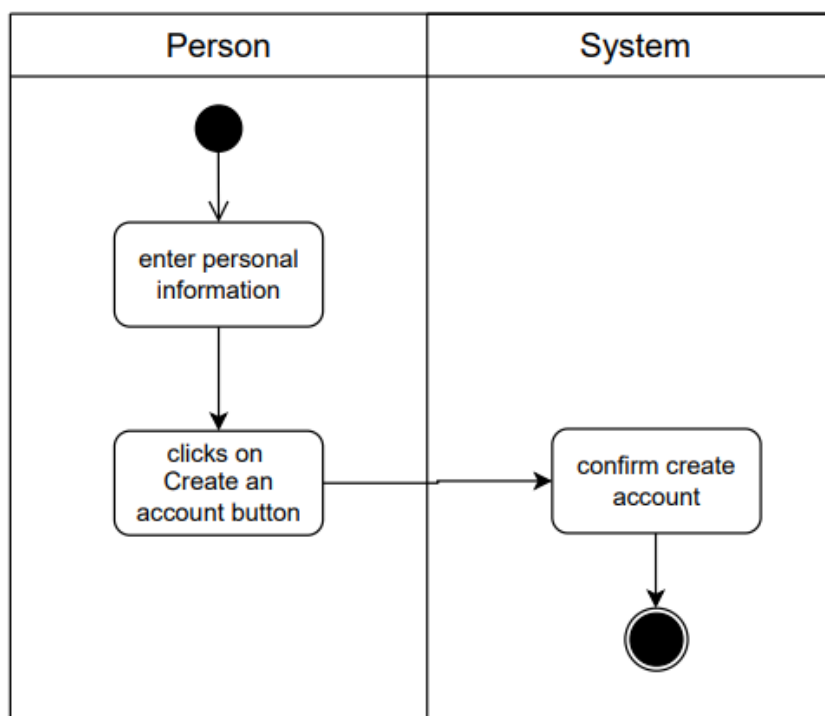 Person
System
enter personal
information
clicks on
Create an
account button
confirm create
account